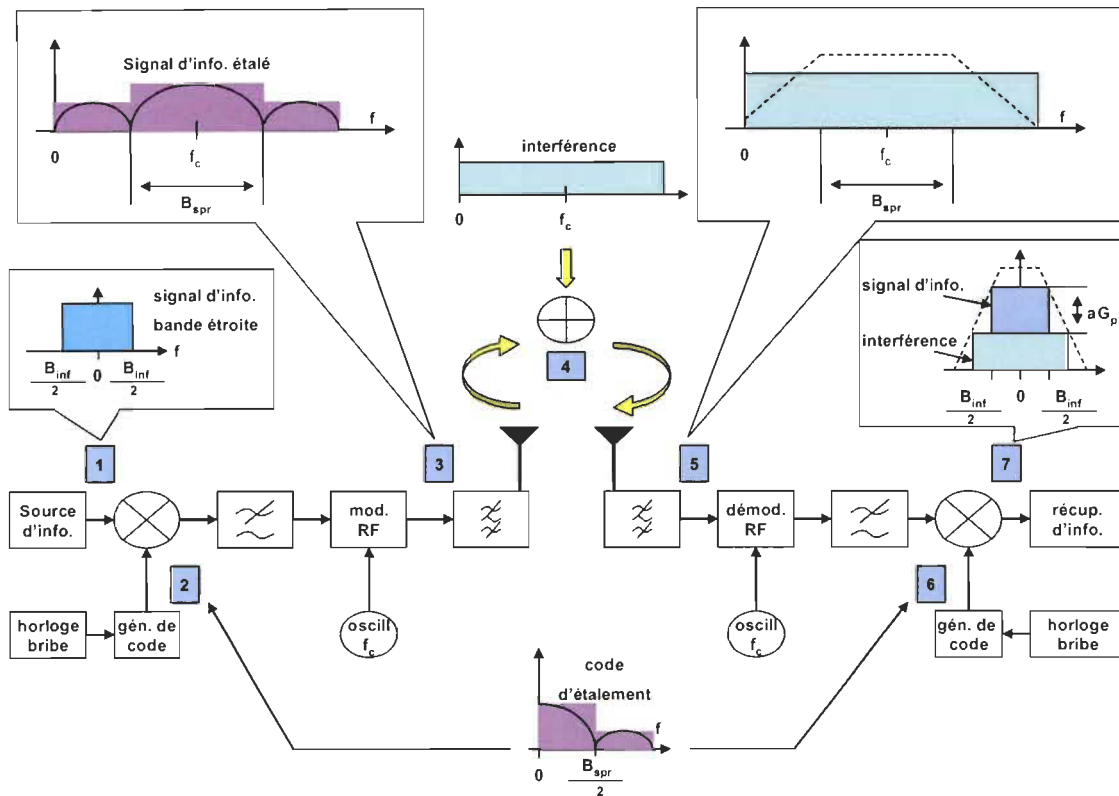 Signal d'info. étalé
f
0
f_c
B_spr
interférence
0
f_c
f
0
f_c
B_spr
signal d'info.
bande étroite
f
B_inf/2 0 B_inf/2
signal d'info.
aG_p
interférence
B_inf/2 0 B_inf/2
4
1
3
5
7
Source
d'info.
mod.
RF
démod.
RF
récup.
d'info.
2
6
horloge
bribe
gén. de
code
oscill
f_c
oscill
f_c
gén. de
code
horloge
bribe
code
d'étalement
f
0
B_spr/2